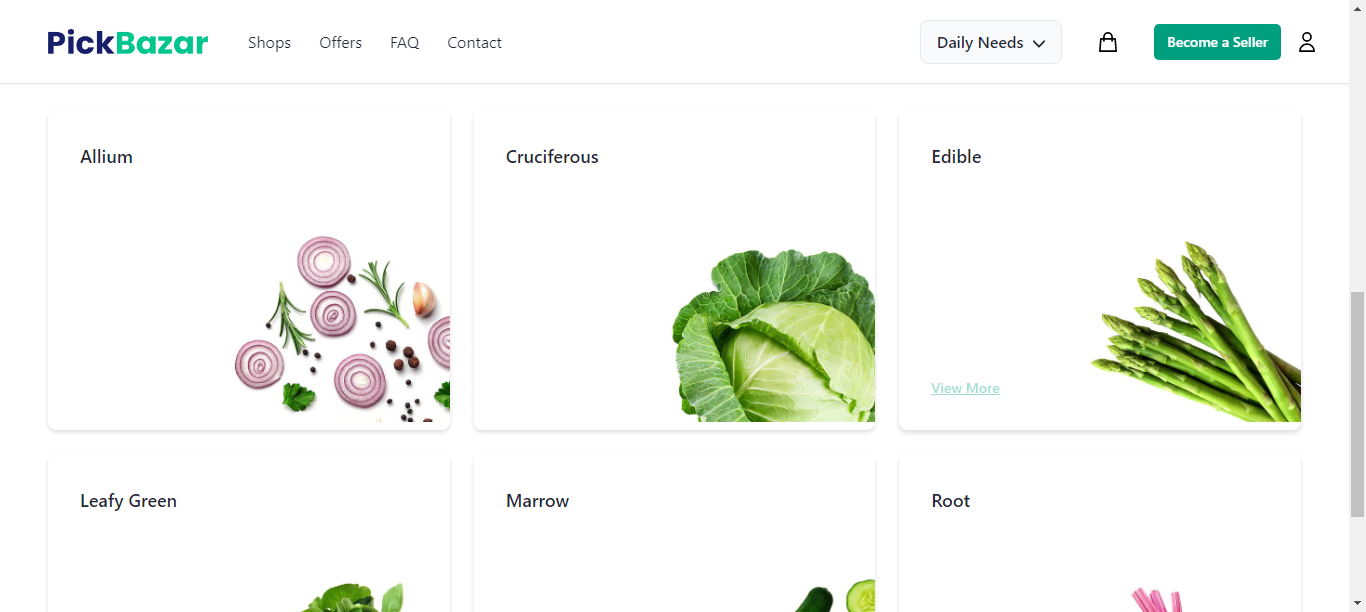 PickBazar
Shops
Offers
FAQ
Contact
Daily Needs
Become a Seller
Allium
Cruciferous
Edible
View More
Leafy Green
Marrow
Root